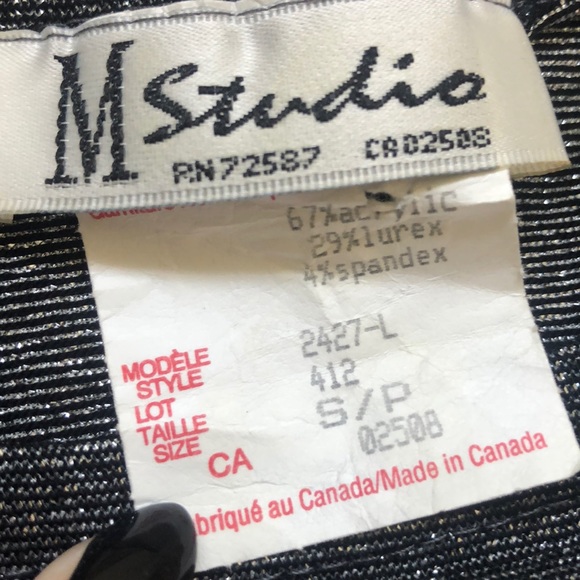 M Studio
RN72587 CA02508
67%acrylic
29%lurex
4%spandex
MODÈLE
STYLE 2427-L
LOT 412
TAILLE
SIZE S/P
CA 02508
briqué au Canada/Made in Canada